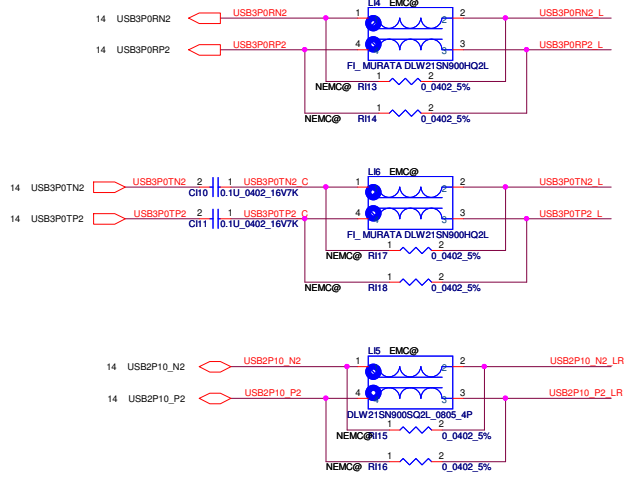 LI4 EMC@
14 USB3P0RN2 USB3P0RN2 1 2 USB3P0RN2_L
14 USB3P0RP2 USB3P0RP2 4 3 USB3P0RP2_L
FI_ MURATA DLW21SN900HQ2L
1 2
NEMC@ RI13 0_0402_5%
1 2
NEMC@ RI14 0_0402_5%
LI6 EMC@
14 USB3P0TN2 USB3P0TN2 2 1 USB3P0TN2_C 1 2 USB3P0TN2_L
CI10 0.1U_0402_16V7K
14 USB3P0TP2 USB3P0TP2 2 1 USB3P0TP2_C 4 3 USB3P0TP2_L
CI11 0.1U_0402_16V7K
FI_ MURATA DLW21SN900HQ2L
1 2
NEMC@ RI17 0_0402_5%
1 2
NEMC@ RI18 0_0402_5%
LI5 EMC@
14 USB2P10_N2 USB2P10_N2 1 2 USB2P10_N2_LR
14 USB2P10_P2 USB2P10_P2 4 3 USB2P10_P2_LR
DLW21SN900SQ2L_0805_4P
1 2
NEMC@ RI15 0_0402_5%
1 2
NEMC@ RI16 0_0402_5%